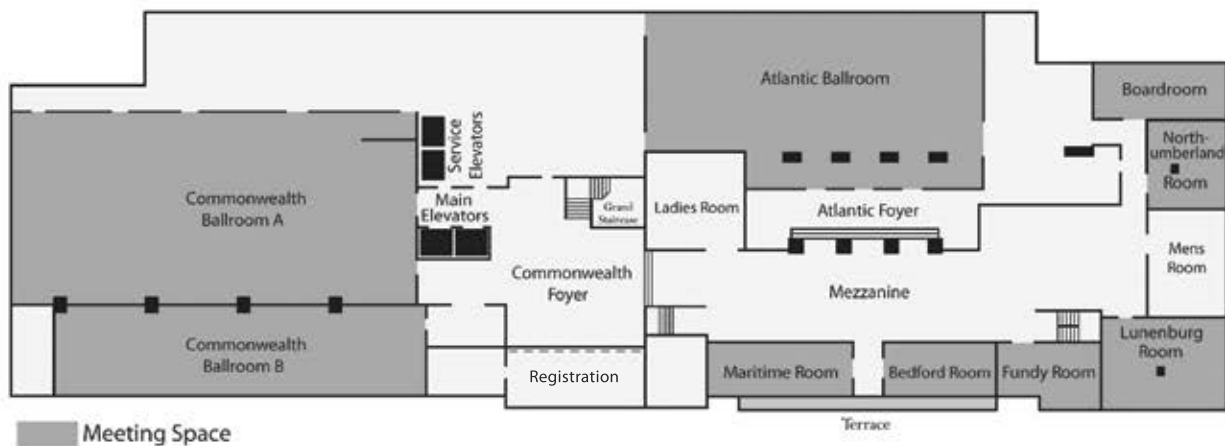 Atlantic Ballroom
Boardroom
Service
Elevators
North-
umberland
Room
Commonwealth
Ballroom A
Main
Elevators
Grand
Staircase
Ladies Room
Atlantic Foyer
Mens
Room
Commonwealth
Foyer
Mezzanine
Commonwealth
Ballroom B
Registration
Maritime Room
Bedford Room
Fundy Room
Lunenburg
Room
Terrace
Meeting Space